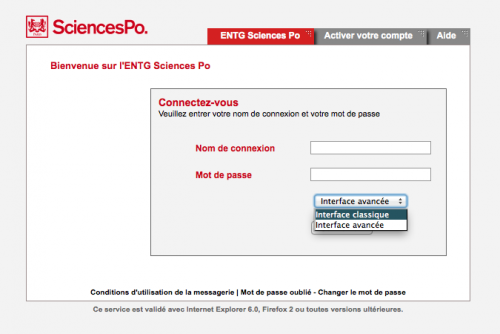 SciencesPo.
ENTG Sciences Po
Activer votre compte
Aide
Bienvenue sur l'ENTG Sciences Po
Connectez-vous
Veuillez entrer votre nom de connexion et votre mot de passe
Nom de connexion
Mot de passe
Interface avancée
Interface classique
Interface avancée
Conditions d'utilisation de la messagerie | Mot de passe oublié - Changer le mot de passe
Ce service est validé avec Internet Explorer 6.0, Firefox 2 ou toutes versions ultérieures.